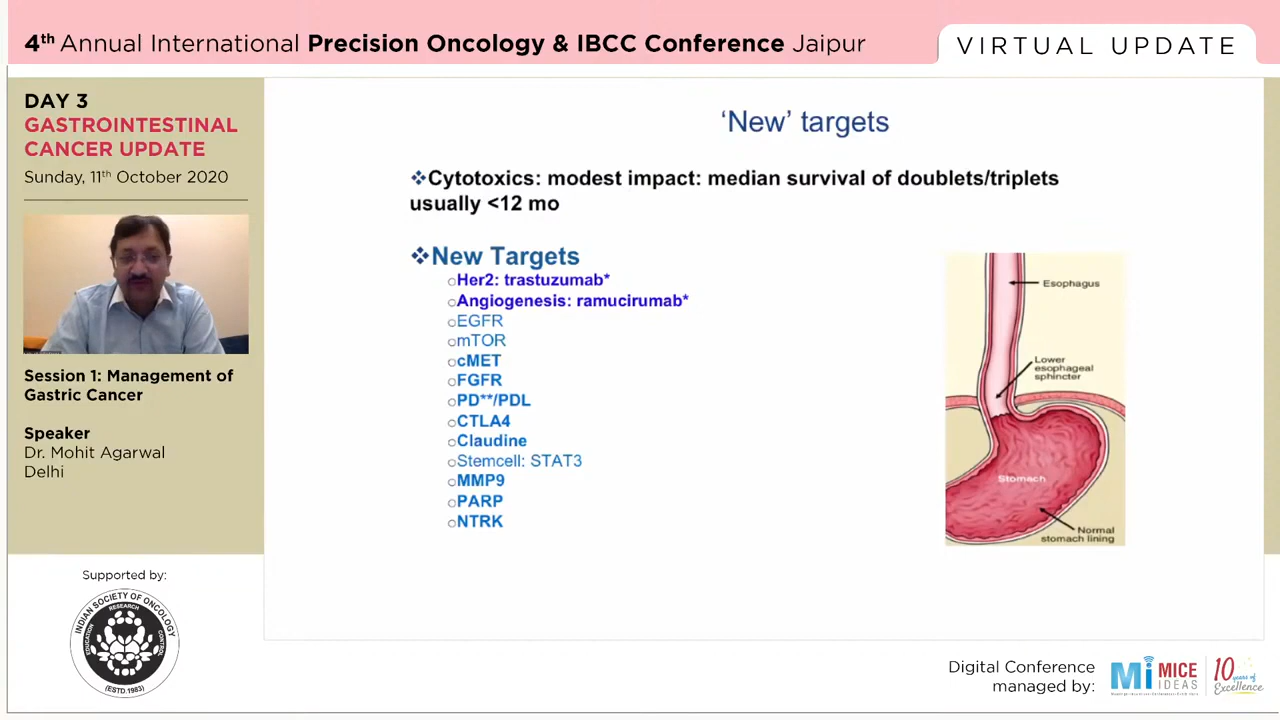 4th Annual International Precision Oncology & IBCC Conference Jaipur
VIRTUAL UPDATE
DAY 3
GASTROINTESTINAL
CANCER UPDATE
Sunday, 11th October 2020
Session 1: Management of
Gastric Cancer
Speaker
Dr. Mohit Agarwal
Delhi
Supported by:
INDIAN SOCIETY OF ONCOLOGY
RESEARCH
EDUCATION
CONTROL
(ESTD.1983)
‘New’ targets
❖Cytotoxics: modest impact: median survival of doublets/triplets
usually <12 mo
❖New Targets
○Her2: trastuzumab*
○Angiogenesis: ramucirumab*
○EGFR
○mTOR
○cMET
○FGFR
○PD**/PDL
○CTLA4
○Claudine
○Stemcell: STAT3
○MMP9
○PARP
○NTRK
Esophagus
Lower
esophageal
sphincter
Stomach
Normal
stomach lining
Digital Conference
managed by:
Mi MICE
IDEAS
10 years of
Excellence